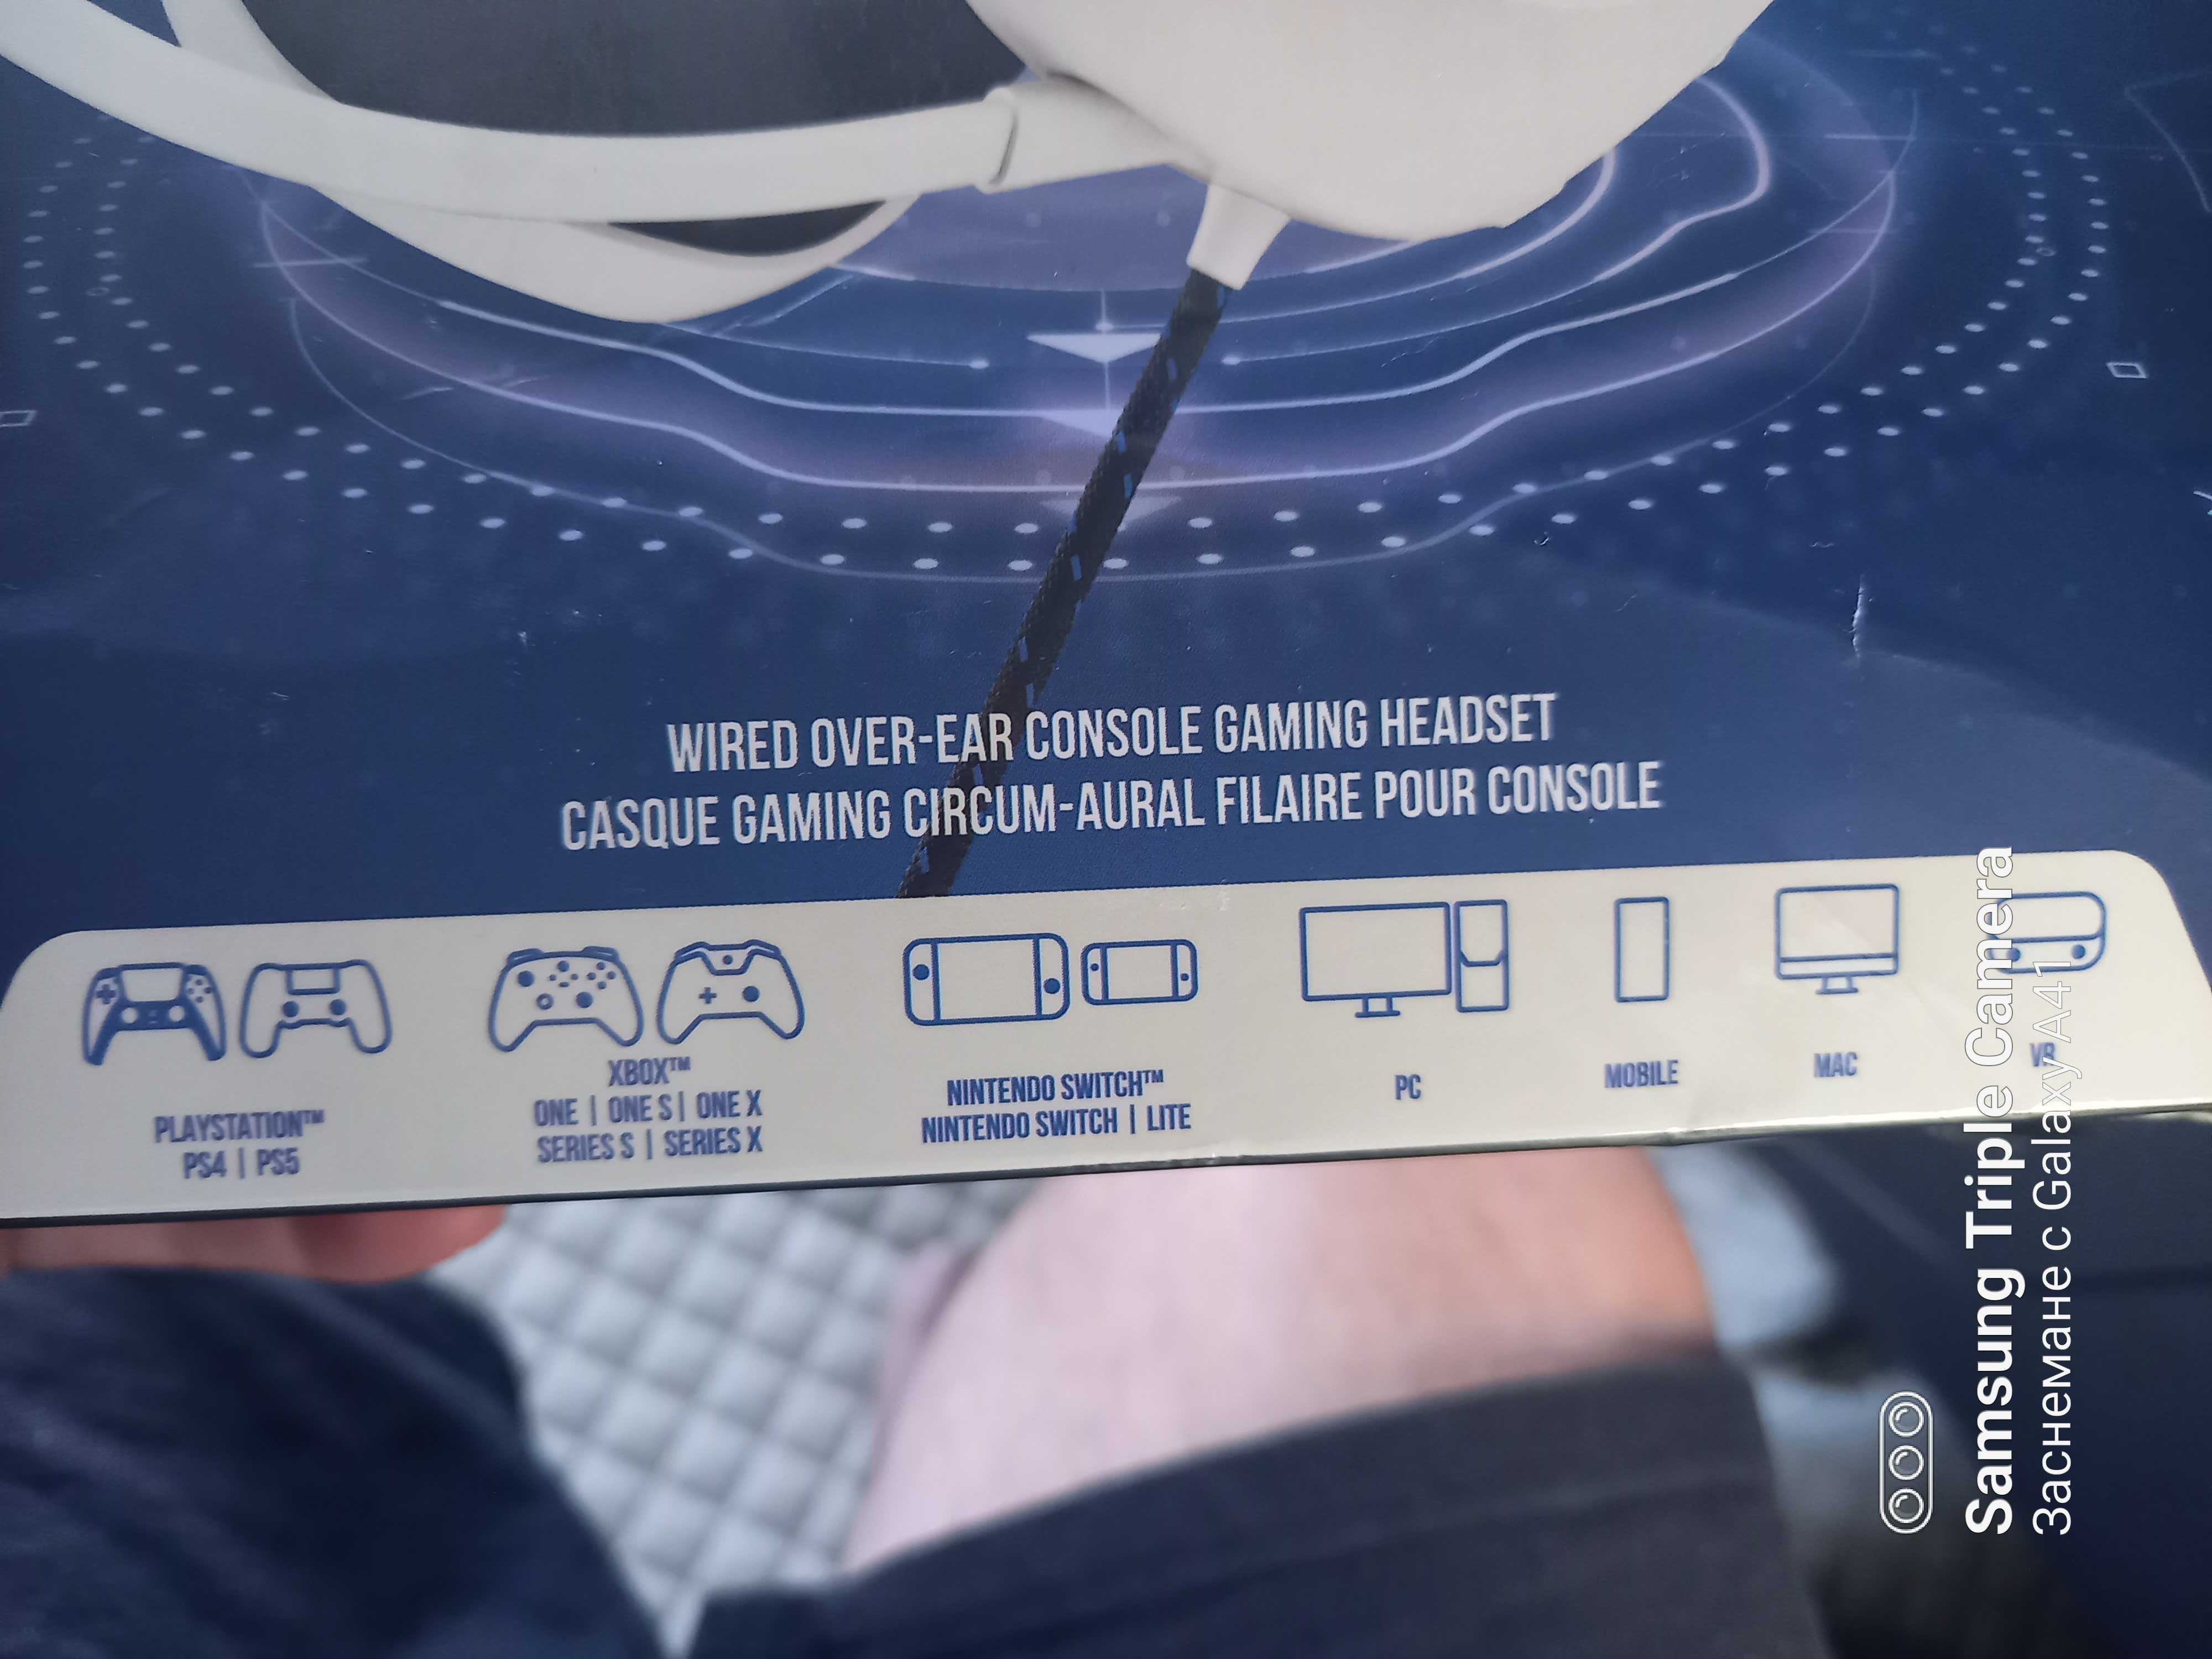 WIRED OVER-EAR CONSOLE GAMING HEADSET
CASQUE GAMING CIRCUM-AURAL FILAIRE POUR CONSOLE
PLAYSTATION™
PS4 | PS5
XBOX™
ONE | ONE S | ONE X
SERIES S | SERIES X
NINTENDO SWITCH™
NINTENDO SWITCH | LITE
PC
MOBILE
MAC
VR
Samsung Triple Camera
Заснемане с Galaxy A41